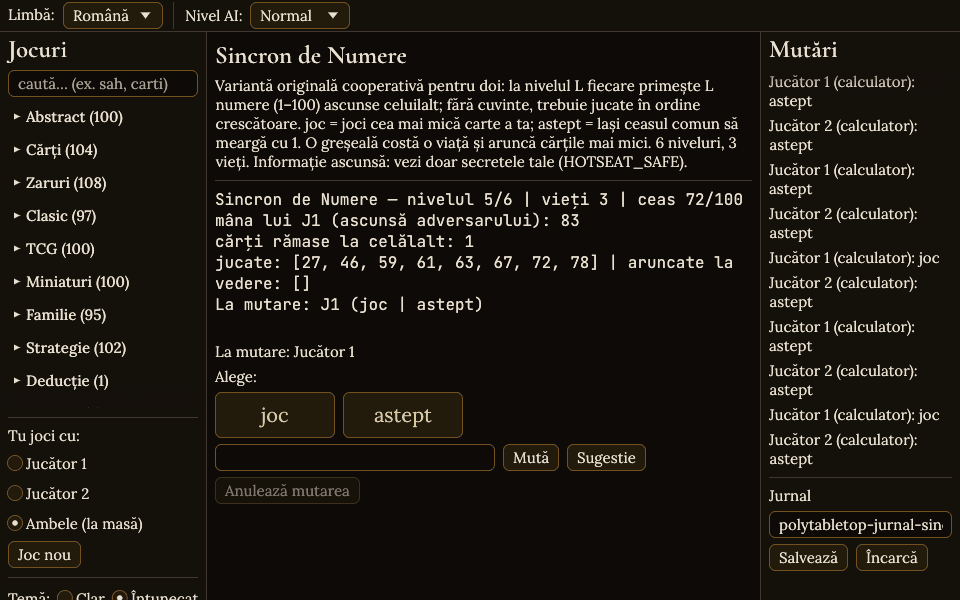 Limbă: Română ▼ Nivel AI: Normal ▼
Jocuri
caută... (ex. sah, carti)
▸ Abstract (100)
▸ Cărți (104)
▸ Zaruri (108)
▸ Clasic (97)
▸ TCG (100)
▸ Miniaturi (100)
▸ Familie (95)
▸ Strategie (102)
▸ Deducție (1)
Tu joci cu:
Jucător 1
Jucător 2
Ambele (la masă)
Joc nou
Temă: Clar Întunecat
Sincron de Numere
Variantă originală cooperativă pentru doi: la nivelul L fiecare primește L
numere (1–100) ascunse celuilalt; fără cuvinte, trebuie jucate în ordine
crescătoare. joc = joci cea mai mică carte a ta; astept = lași ceasul comun să
meargă cu 1. O greșeală costă o viață și aruncă cărțile mai mici. 6 niveluri, 3
vieți. Informație ascunsă: vezi doar secretele tale (HOTSEAT_SAFE).
Sincron de Numere — nivelul 5/6 | vieți 3 | ceas 72/100
mâna lui J1 (ascunsă adversarului): 83
cărți rămase la celălalt: 1
jucate: [27, 46, 59, 61, 63, 67, 72, 78] | aruncate la
vedere: []
La mutare: J1 (joc | astept)
La mutare: Jucător 1
Alege:
joc astept
Mută Sugestie
Anulează mutarea
Mutări
Jucător 1 (calculator):
astept
Jucător 2 (calculator):
astept
Jucător 1 (calculator):
astept
Jucător 2 (calculator):
astept
Jucător 1 (calculator): joc
Jucător 2 (calculator):
astept
Jucător 1 (calculator):
astept
Jucător 2 (calculator):
astept
Jucător 1 (calculator): joc
Jucător 2 (calculator):
astept
Jurnal
polytabletop-jurnal-sin
Salvează Încarcă